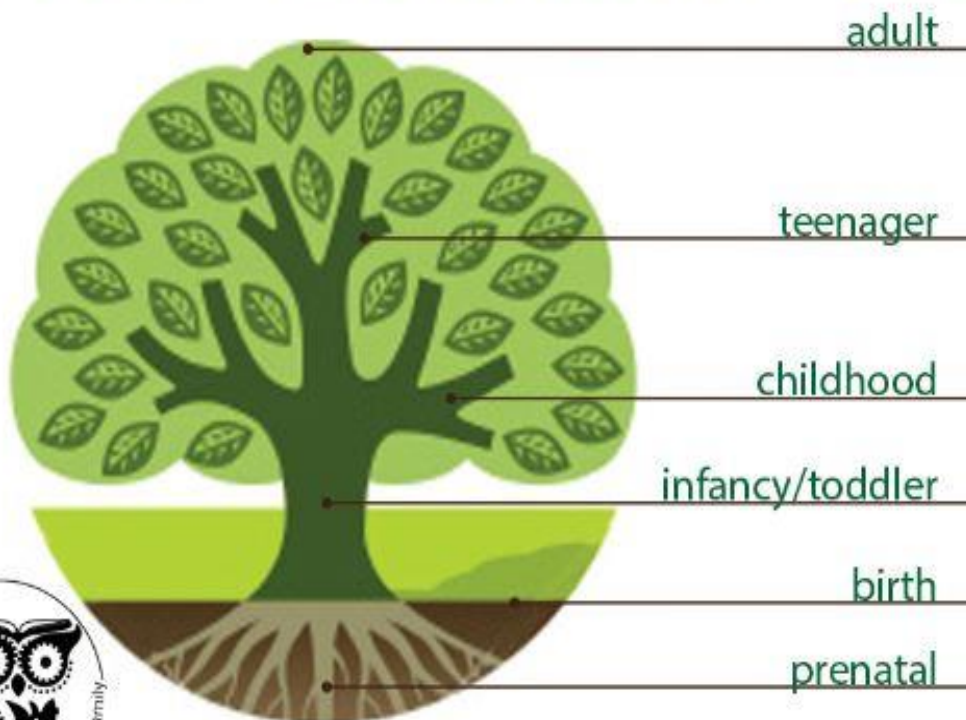 adult
teenager
childhood
infancy/toddler
birth
prenatal